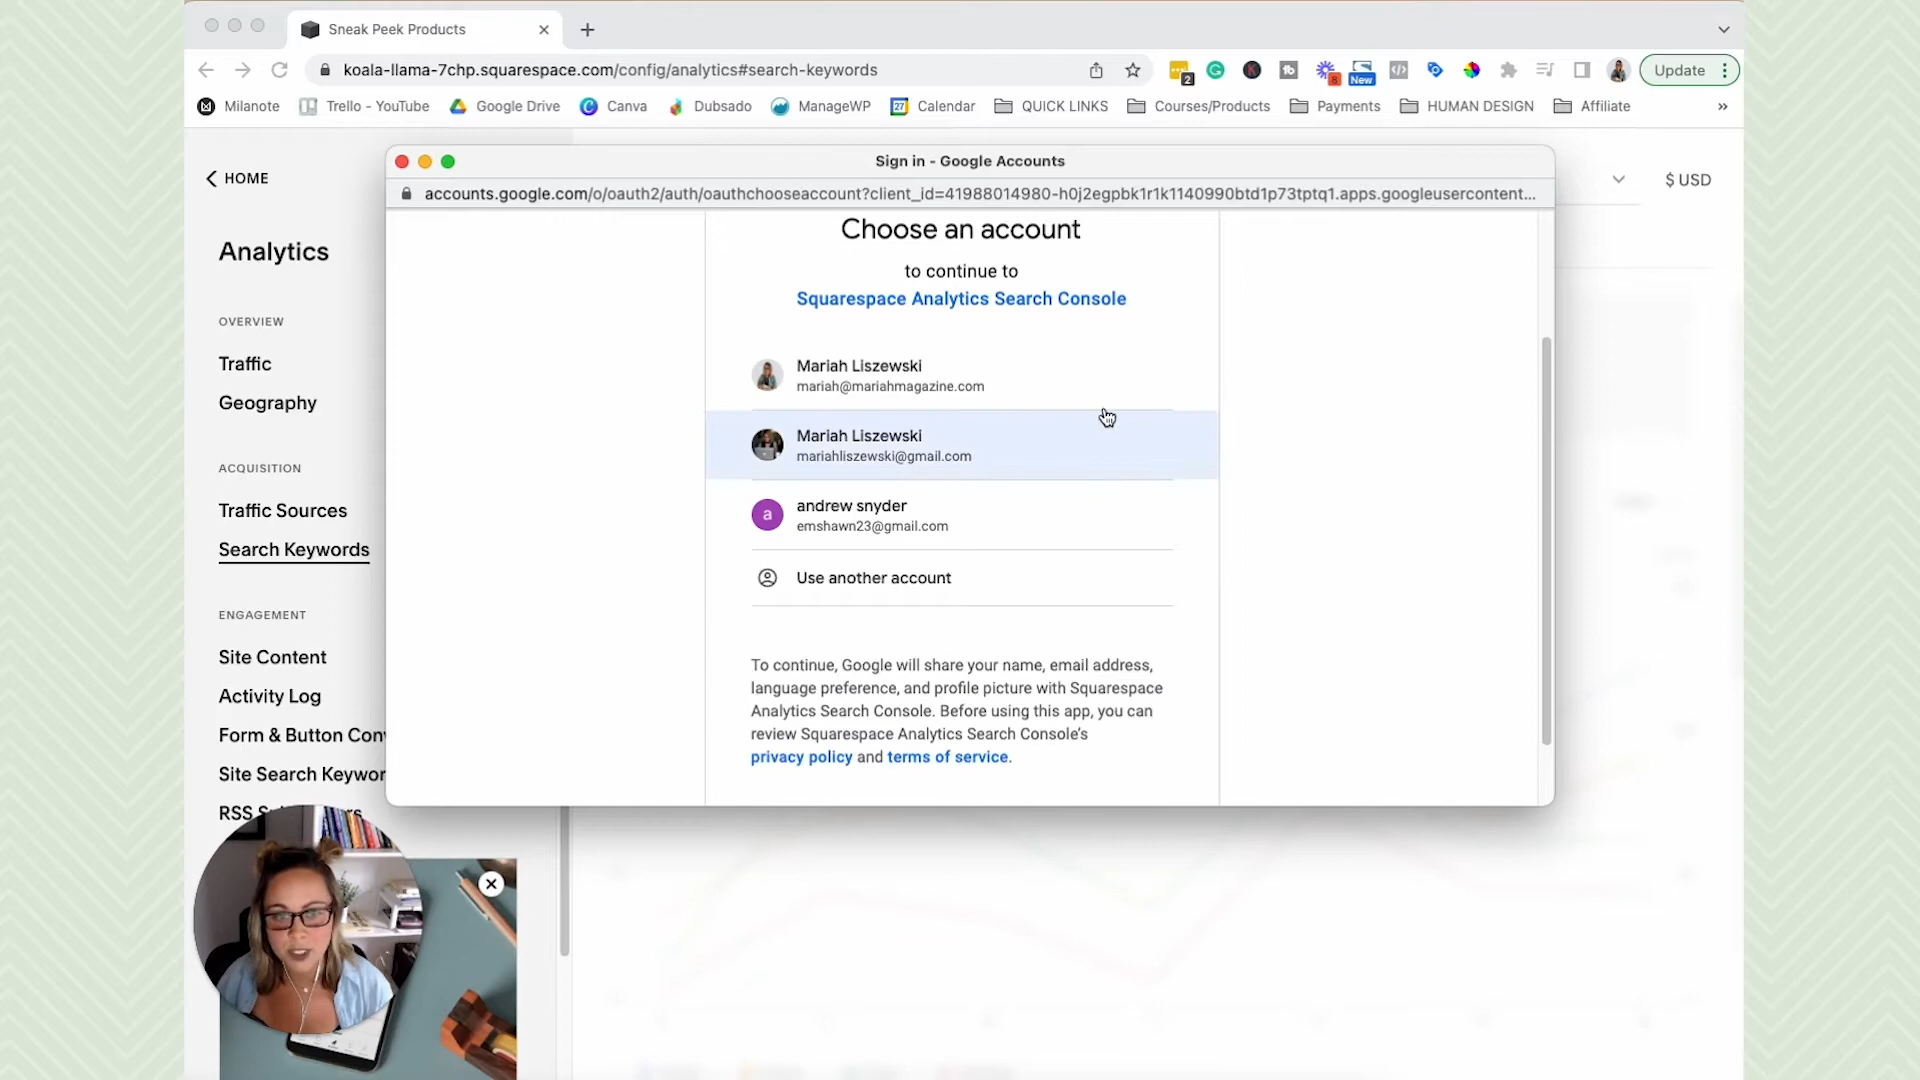 Sneak Peek Products
koala-llama-7chp.squarespace.com/config/analytics#search-keywords
2
8
New
Update
Milanote
Trello - YouTube
Google Drive
Canva
Dubsado
ManageWP
27
Calendar
QUICK LINKS
Courses/Products
Payments
HUMAN DESIGN
Affiliate
»
Sign in - Google Accounts
accounts.google.com/o/oauth2/auth/oauthchooseaccount?client_id=41988014980-h0j2egpbk1r1k1140990btd1p73tptq1.apps.googleusercontent...
HOME
$ USD
Analytics
OVERVIEW
Traffic
Geography
ACQUISITION
Traffic Sources
Search Keywords
ENGAGEMENT
Site Content
Activity Log
Form & Button Con
Site Search Keywor
RSS S
rs
Choose an account
to continue to
Squarespace Analytics Search Console
Mariah Liszewski
mariah@mariahmagazine.com
Mariah Liszewski
mariahliszewski@gmail.com
a
andrew snyder
emshawn23@gmail.com
Use another account
To continue, Google will share your name, email address,
language preference, and profile picture with Squarespace
Analytics Search Console. Before using this app, you can
review Squarespace Analytics Search Console's
privacy policy and terms of service.